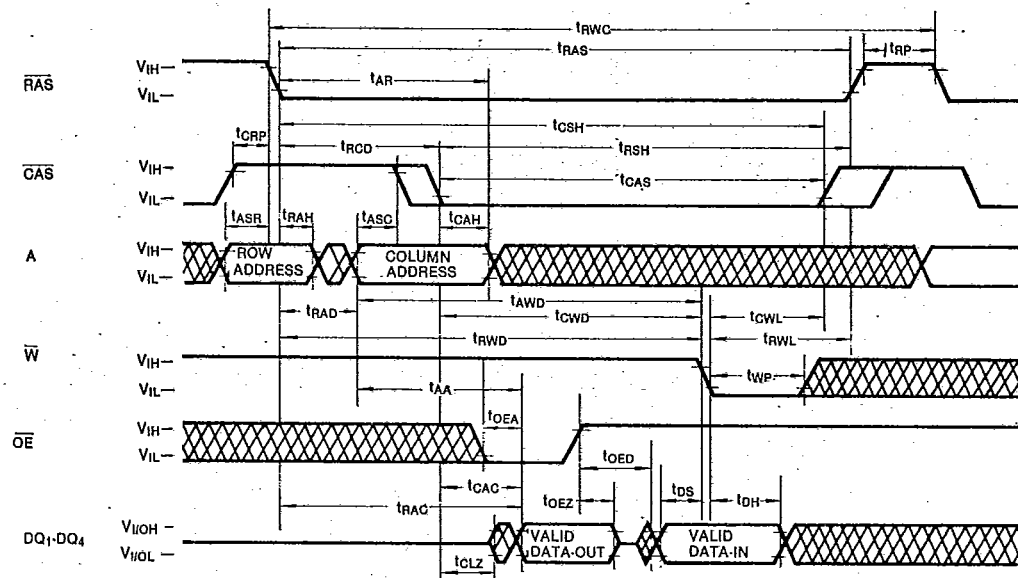 tRWC
tRAS
tRP
RAS
VIH
VIL
tAR
tCSH
tCRP
tRCD
tRSH
CAS
VIH
VIL
tCAS
tASR
tRAH
tASC
tCAH
A
VIH
VIL
ROW
ADDRESS
COLUMN
ADDRESS
tAWD
tRAD
tCWD
tCWL
tRWD
tRWL
W
VIH
VIL
tWP
tAA
OE
VIH
VIL
tOEA
tOED
tCAC
tOEZ
tDS
tDH
tRAC
DQ1-DQ4
VI/OH
VI/OL
VALID
DATA-OUT
VALID
DATA-IN
tCLZ